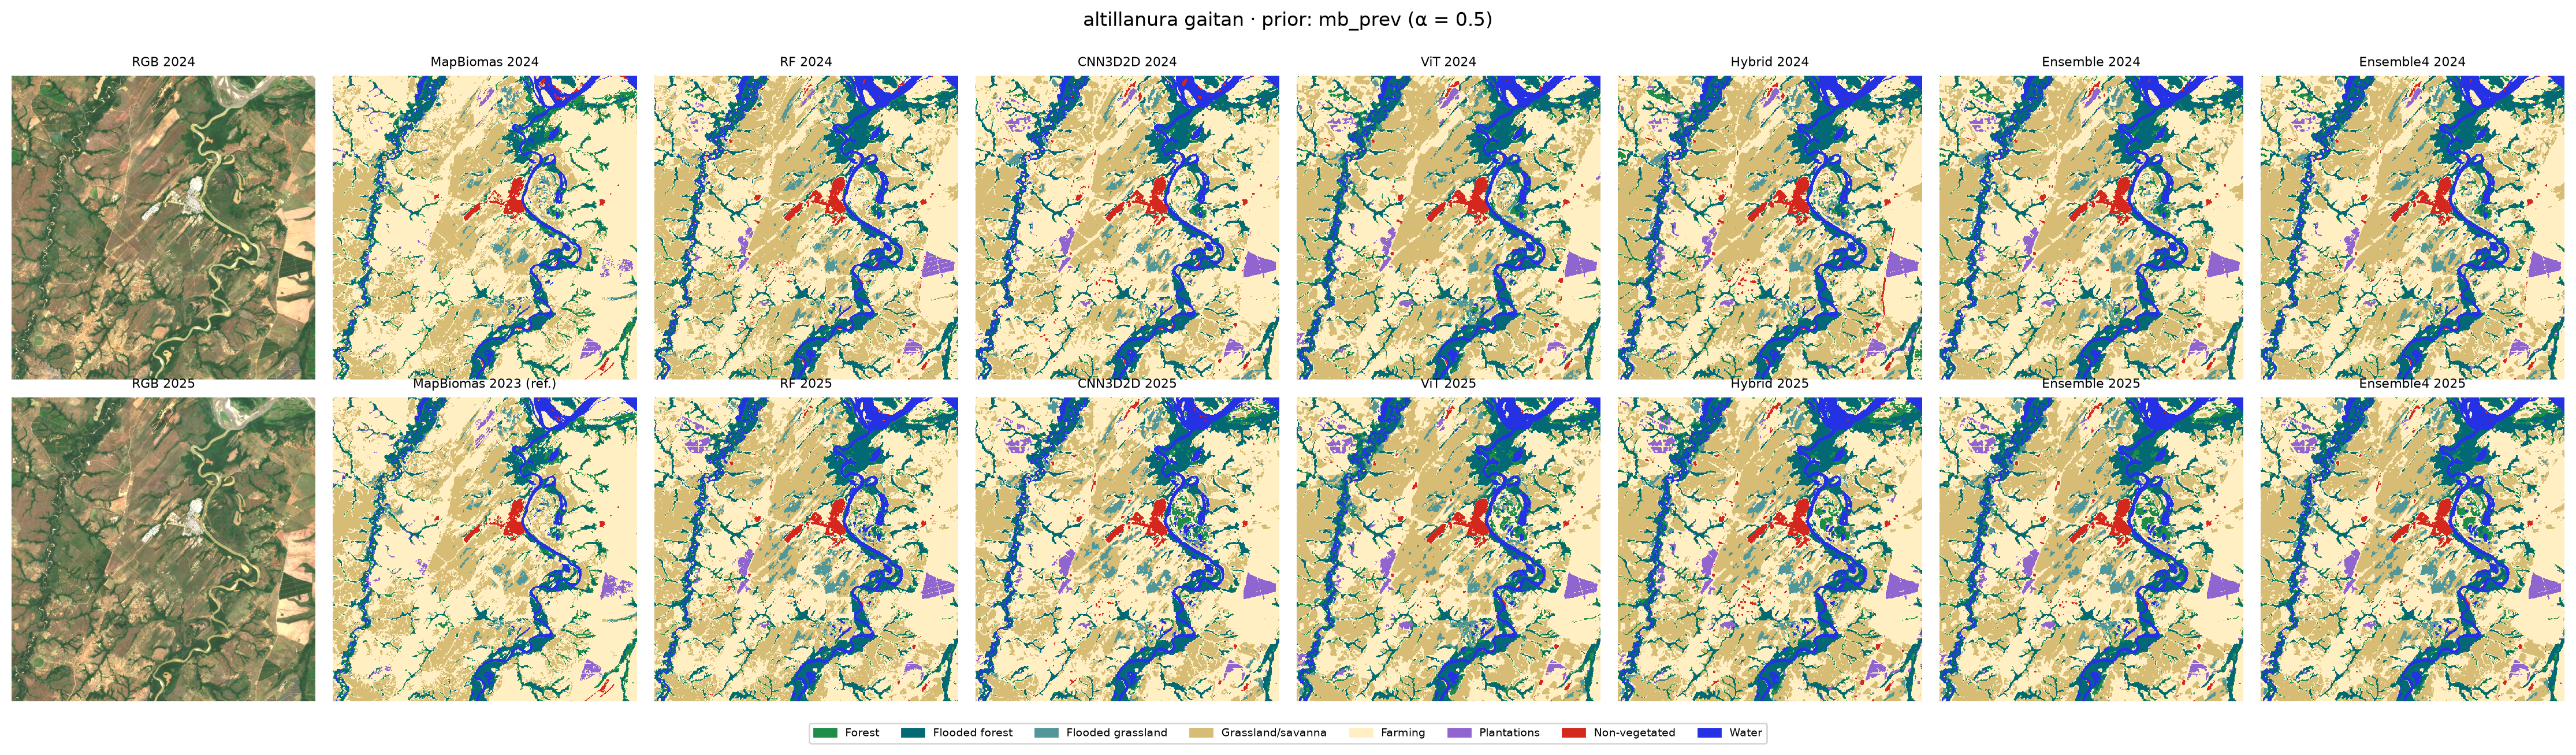 altillanura gaitan · prior: mb_prev (α = 0.5)
RGB 2024
MapBiomas 2024
RF 2024
CNN3D2D 2024
ViT 2024
Hybrid 2024
Ensemble 2024
Ensemble4 2024
RGB 2025
MapBiomas 2023 (ref.)
RF 2025
CNN3D2D 2025
ViT 2025
Hybrid 2025
Ensemble 2025
Ensemble4 2025
Forest
Flooded forest
Flooded grassland
Grassland/savanna
Farming
Plantations
Non-vegetated
Water